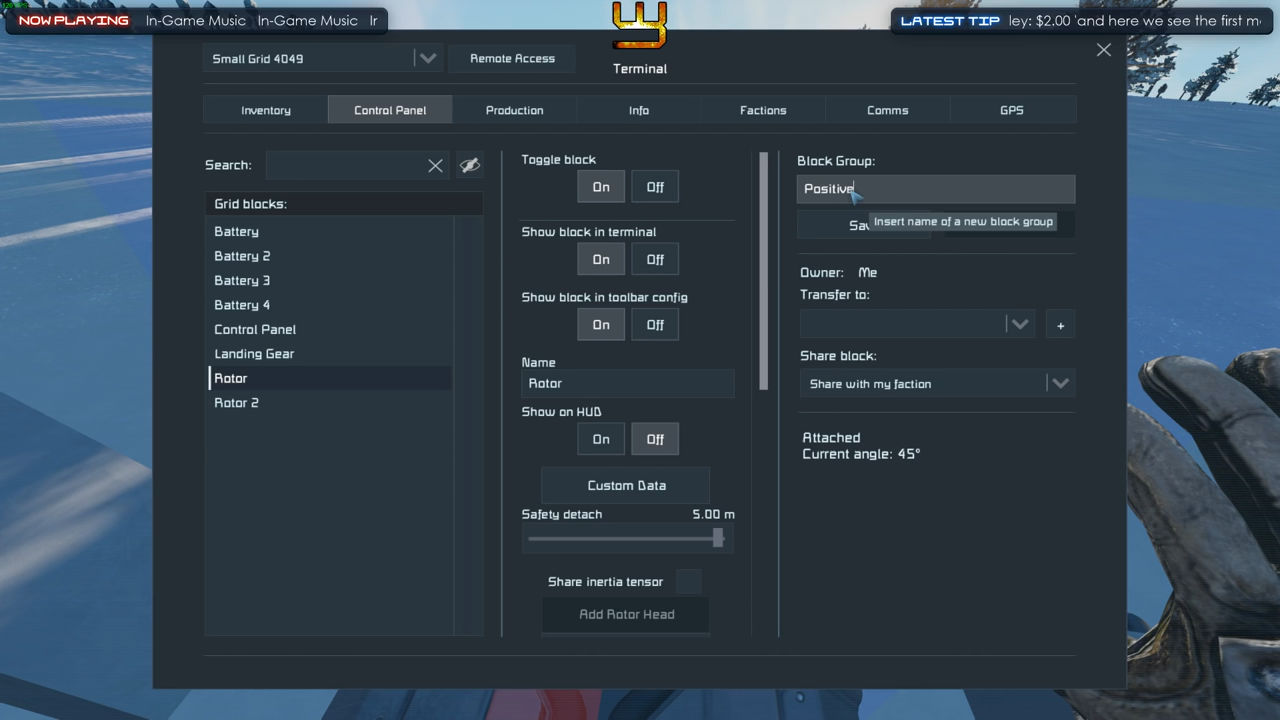 NOW PLAYING In-Game Music In-Game Music Ir
LATEST TIP ley: $2.00 'and here we see the first m
Small Grid 4049
Remote Access
Terminal
Inventory
Control Panel
Production
Info
Factions
Comms
GPS
Search:
Grid blocks:
Battery
Battery 2
Battery 3
Battery 4
Control Panel
Landing Gear
Rotor
Rotor 2
Toggle block
On Off
Show block in terminal
On Off
Show block in toolbar config
On Off
Name
Rotor
Show on HUD
On Off
Custom Data
Safety detach 5.00 m
Share inertia tensor
Add Rotor Head
Block Group:
Positive
Sav
Insert name of a new block group
Owner: Me
Transfer to:
+
Share block:
Share with my faction
Attached
Current angle: 45°